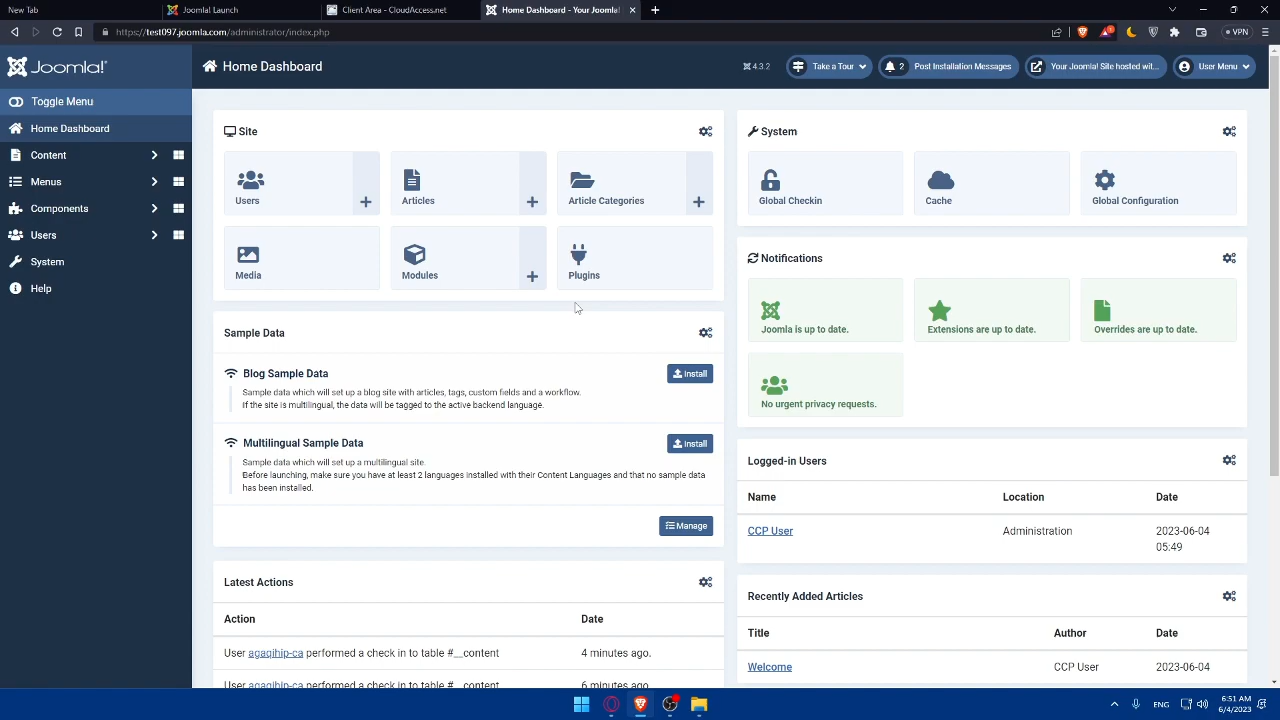 New Tab
Joomla Launch
Client Area - CloudAccess.net
Home Dashboard - Your Joomla!
https://test097.joomla.com/administrator/index.php
VPN
Joomla!
Home Dashboard
4.3.2
Take a Tour
2 Post Installation Messages
Your Joomla! Site hosted wit...
User Menu
Toggle Menu
Home Dashboard
Content
Menus
Components
Users
System
Help
Site
Users
Articles
Article Categories
Media
Modules
Plugins
Sample Data
Blog Sample Data
Install
Sample data which will set up a blog site with articles, tags, custom fields and a workflow.
If the site is multilingual, the data will be tagged to the active backend language.
Multilingual Sample Data
Install
Sample data which will set up a multilingual site.
Before launching, make sure you have at least 2 languages installed with their Content Languages and that no sample data
has been installed.
Manage
Latest Actions
Action Date
User agaqihip-ca performed a check in to table #__content 4 minutes ago.
User agaqihip-ca performed a check in to table #__content 6 minutes ago.
System
Global Checkin
Cache
Global Configuration
Notifications
Joomla is up to date.
Extensions are up to date.
Overrides are up to date.
No urgent privacy requests.
Logged-in Users
Name Location Date
CCP User Administration 2023-06-04
05:49
Recently Added Articles
Title Author Date
Welcome CCP User 2023-06-04
ENG
6:51 AM
6/4/2023